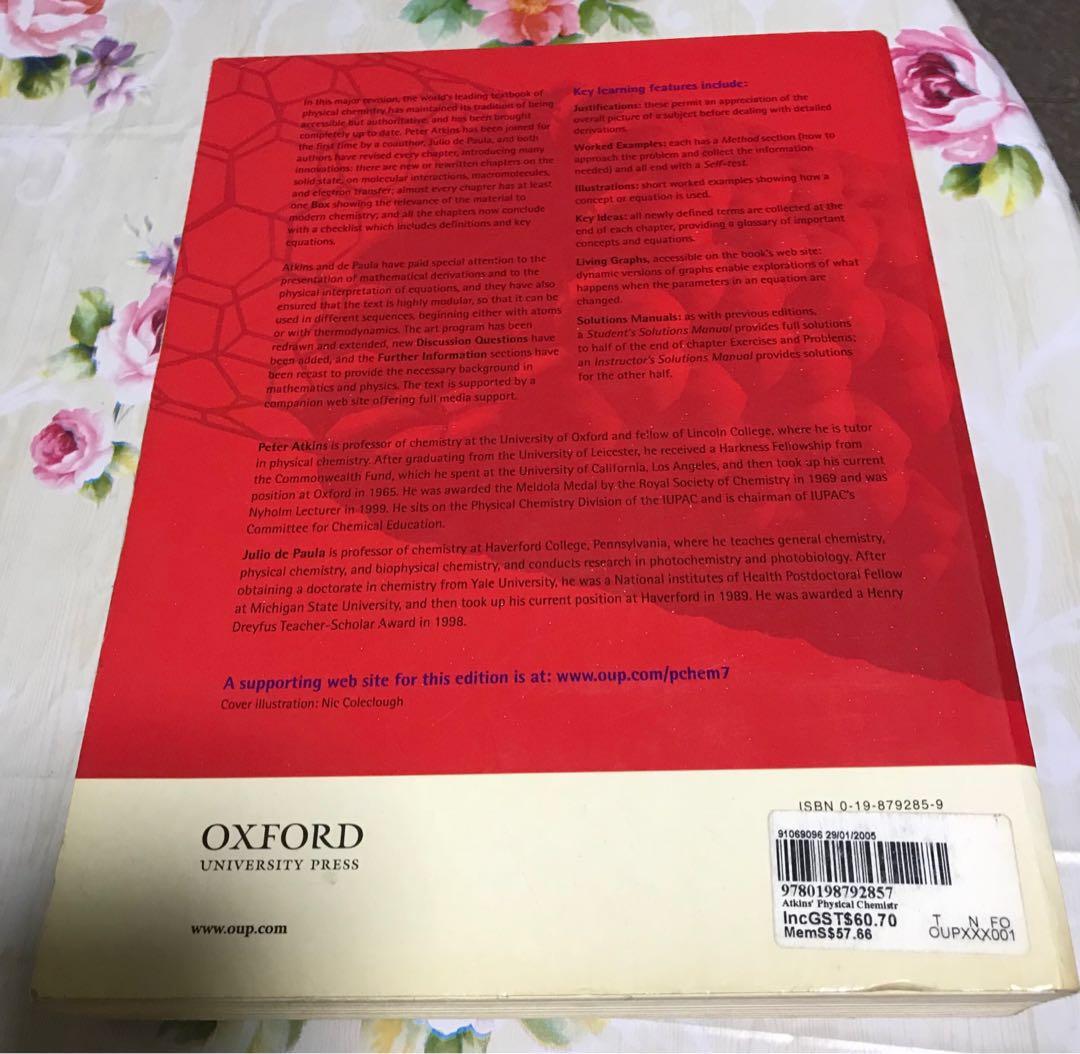 In this major revision, the world's leading textbook of
physical chemistry has maintained its tradition of being
accessible but authoritative, and has been brought
completely up to date. Peter Atkins has been joined for
the first time by a coauthor, Julio de Paula, and both
authors have revised every chapter, introducing many
innovations: there are new or rewritten chapters on the
solid state, on molecular interactions, macromolecules,
and electron transfer; almost every chapter has at least
one Box showing the relevance of the material to
modern chemistry; and all the chapters now conclude
with a checklist which includes definitions and key
equations.
Atkins and de Paula have paid special attention to the
presentation of mathematical derivations and to the
physical interpretation of equations, and they have also
ensured that the text is highly modular, so that it can be
used in different sequences, beginning either with atoms
or with thermodynamics. The art program has been
redrawn and extended, new Discussion Questions have
been added, and the Further Information sections have
been recast to provide the necessary background in
mathematics and physics. The text is supported by a
companion web site offering full media support.
Key learning features include:
Justifications: these permit an appreciation of the
overall picture of a subject before dealing with detailed
derivations.
Worked Examples: each has a Method section (how to
approach the problem and collect the information
needed) and all end with a Self-test.
Illustrations: short worked examples showing how a
concept or equation is used.
Key Ideas: all newly defined terms are collected at the
end of each chapter, providing a glossary of important
concepts and equations.
Living Graphs, accessible on the book's web site:
dynamic versions of graphs enable explorations of what
happens when the parameters in an equation are
changed.
Solutions Manuals: as with previous editions,
a Student's Solutions Manual provides full solutions
to half of the end of chapter Exercises and Problems;
an Instructor's Solutions Manual provides solutions
for the other half.
Peter Atkins is professor of chemistry at the University of Oxford and fellow of Lincoln College, where he is tutor
in physical chemistry. After graduating from the University of Leicester, he received a Harkness Fellowship from
the Commonwealth Fund, which he spent at the University of California, Los Angeles, and then took up his current
position at Oxford in 1965. He was awarded the Meldola Medal by the Royal Society of Chemistry in 1969 and was
Nyholm Lecturer in 1999. He sits on the Physical Chemistry Division of the IUPAC and is chairman of IUPAC's
Committee for Chemical Education.
Julio de Paula is professor of chemistry at Haverford College, Pennsylvania, where he teaches general chemistry,
physical chemistry, and biophysical chemistry, and conducts research in photochemistry and photobiology. After
obtaining a doctorate in chemistry from Yale University, he was a National Institutes of Health Postdoctoral Fellow
at Michigan State University, and then took up his current position at Haverford in 1989. He was awarded a Henry
Dreyfus Teacher-Scholar Award in 1998.
A supporting web site for this edition is at: www.oup.com/pchem7
Cover illustration: Nic Coleclough
OXFORD
UNIVERSITY PRESS
www.oup.com
ISBN 0-19-879285-9
91069096 29/01/2005
9780198792857
Atkins' Physical Chemistr
IncGST$60.70
MemS$57.66
T N FO
OUPXXX001